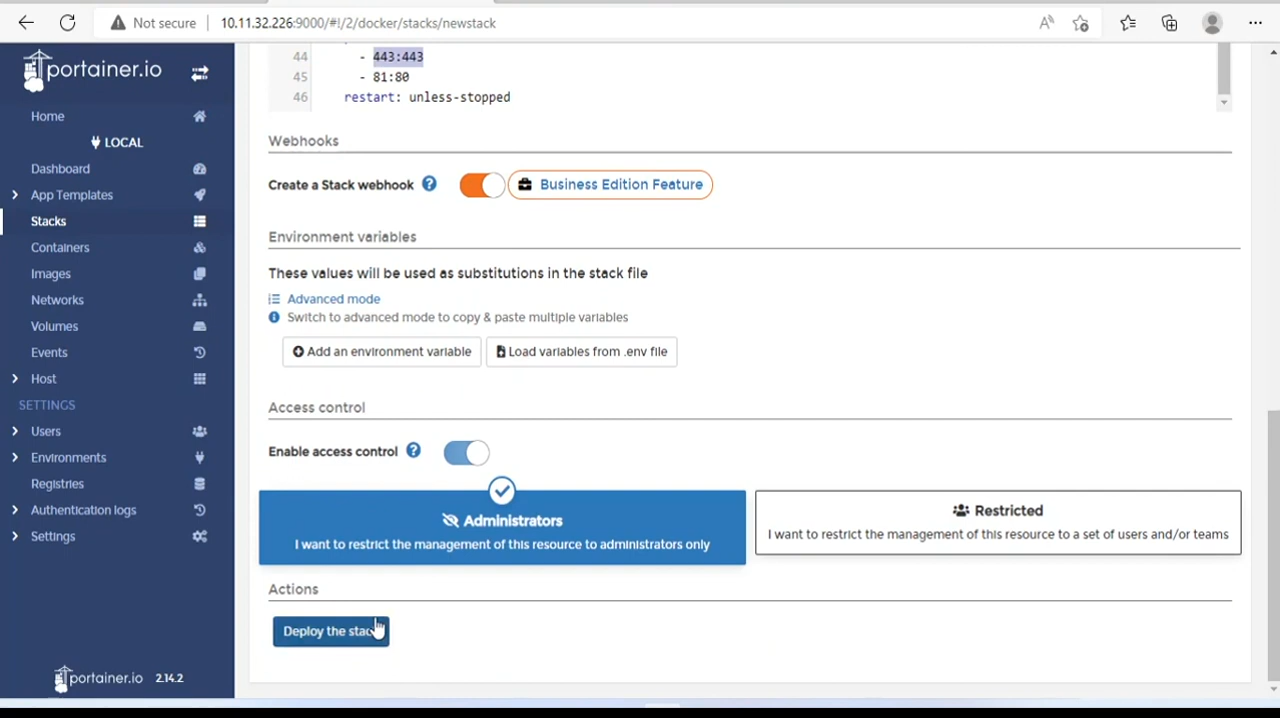 Not secure 10.11.32.226:9000/#!/2/docker/stacks/newstack
portainer.io
Home
LOCAL
Dashboard
App Templates
Stacks
Containers
Images
Networks
Volumes
Events
Host
SETTINGS
Users
Environments
Registries
Authentication logs
Settings
portainer.io 2.14.2
44 - 443:443
45 - 81:80
46 restart: unless-stopped
Webhooks
Create a Stack webhook Business Edition Feature
Environment variables
These values will be used as substitutions in the stack file
Advanced mode
Switch to advanced mode to copy & paste multiple variables
Add an environment variable Load variables from .env file
Access control
Enable access control
Administrators
I want to restrict the management of this resource to administrators only
Restricted
I want to restrict the management of this resource to a set of users and/or teams
Actions
Deploy the stack